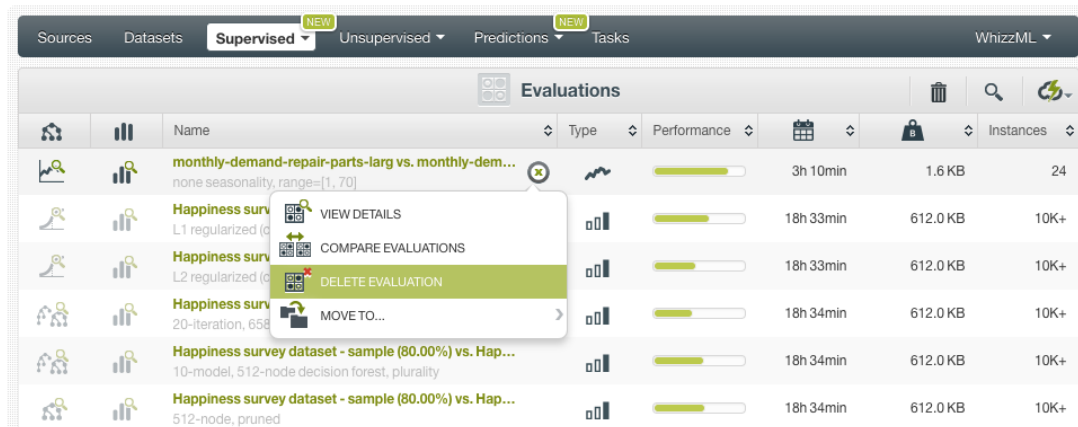 NEW NEW
Sources Datasets Supervised Unsupervised Predictions Tasks WhizzML
Evaluations
Name Type Performance B Instances
monthly-demand-repair-parts-larg vs. monthly-dem...
none seasonality, range=[1, 70] 3h 10min 1.6 KB 24
Happiness surv
L1 regularized (c 18h 33min 612.0 KB 10K+
VIEW DETAILS
COMPARE EVALUATIONS
Happiness surv
L2 regularized (c 18h 33min 612.0 KB 10K+
DELETE EVALUATION
Happiness surv
20-iteration, 658 18h 34min 612.0 KB 10K+
MOVE TO...
Happiness survey dataset - sample (80.00%) vs. Hap...
10-model, 512-node decision forest, plurality 18h 34min 612.0 KB 10K+
Happiness survey dataset - sample (80.00%) vs. Hap...
512-node, pruned 18h 34min 612.0 KB 10K+